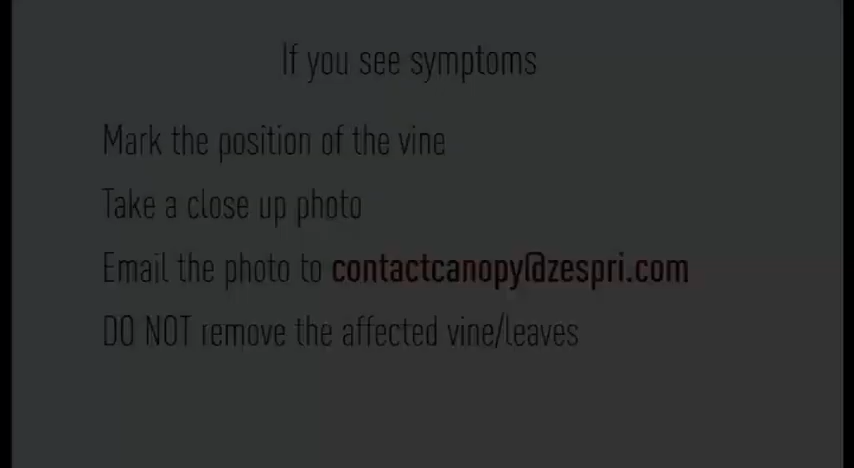 If you see symptoms
Mark the position of the vine
Take a close up photo
Email the photo to contactcanopy@zespri.com
DO NOT remove the affected vine/leaves